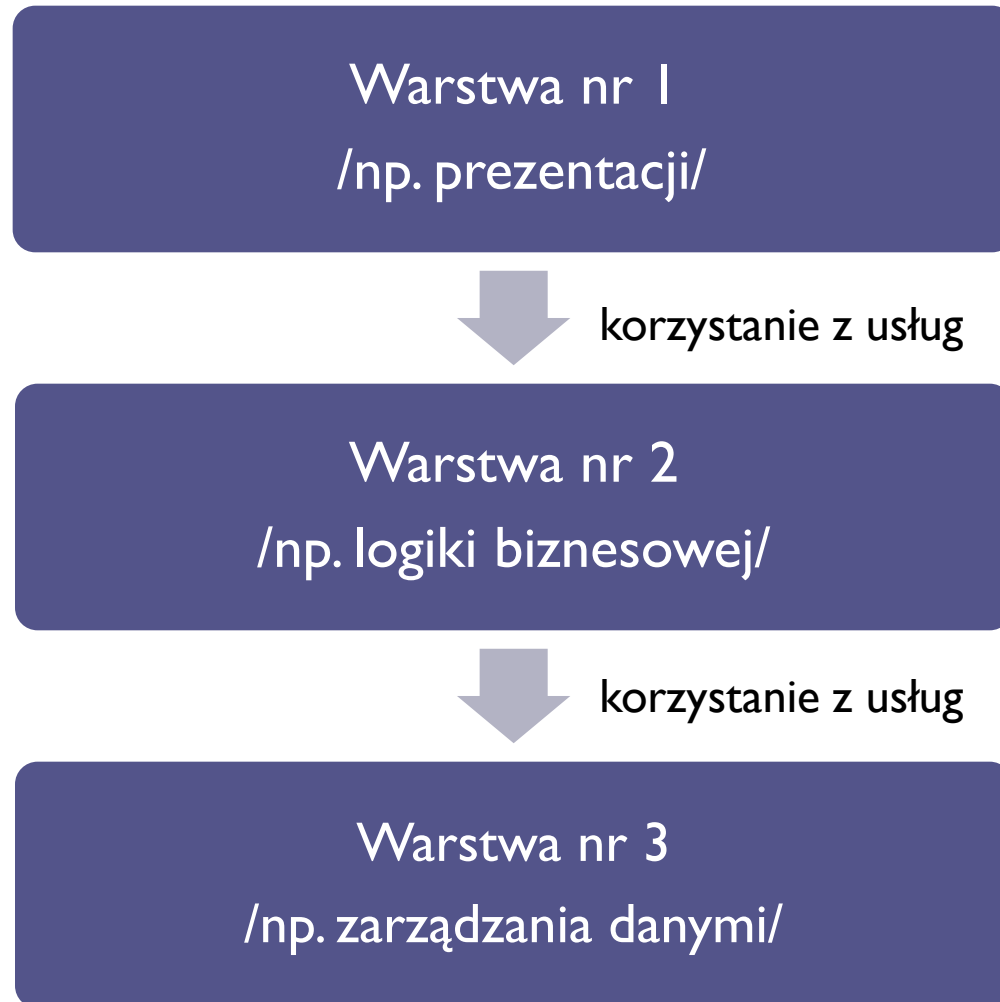 Warstwa nr 1
/np. prezentacji/
korzystanie z usług
Warstwa nr 2
/np. logiki biznesowej/
korzystanie z usług
Warstwa nr 3
/np. zarządzania danymi/